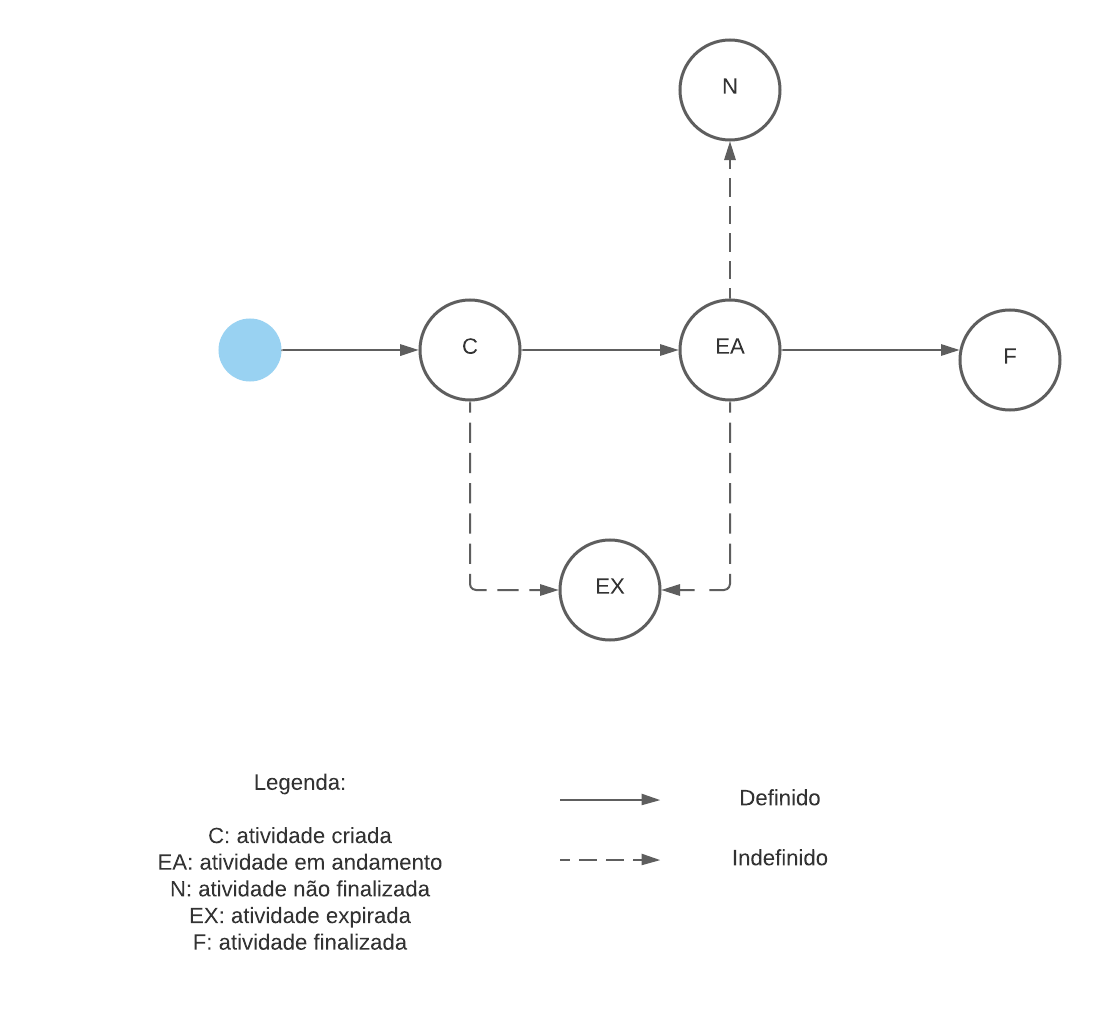 N
C
EA
F
EX
Legenda:
C: atividade criada
EA: atividade em andamento
N: atividade não finalizada
EX: atividade expirada
F: atividade finalizada
Definido
Indefinido